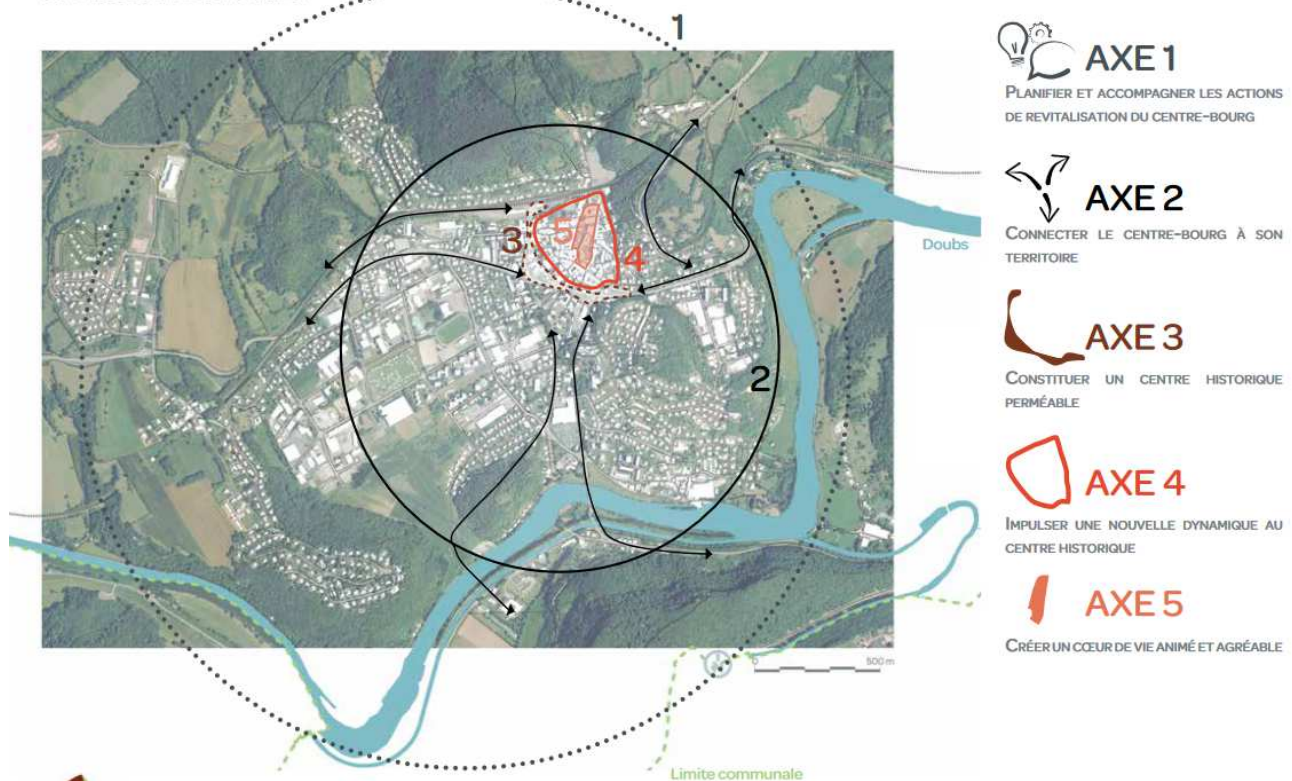 1
3
5
4
2
Doubs
0
500 m
Limite communale
AXE 1
PLANIFIER ET ACCOMPAGNER LES ACTIONS
DE REVITALISATION DU CENTRE-BOURG
AXE 2
CONNECTER LE CENTRE-BOURG À SON
TERRITOIRE
AXE 3
CONSTITUER UN CENTRE HISTORIQUE
PERMÉABLE
AXE 4
IMPULSER UNE NOUVELLE DYNAMIQUE AU
CENTRE HISTORIQUE
AXE 5
CRÉER UN CŒUR DE VIE ANIMÉ ET AGRÉABLE